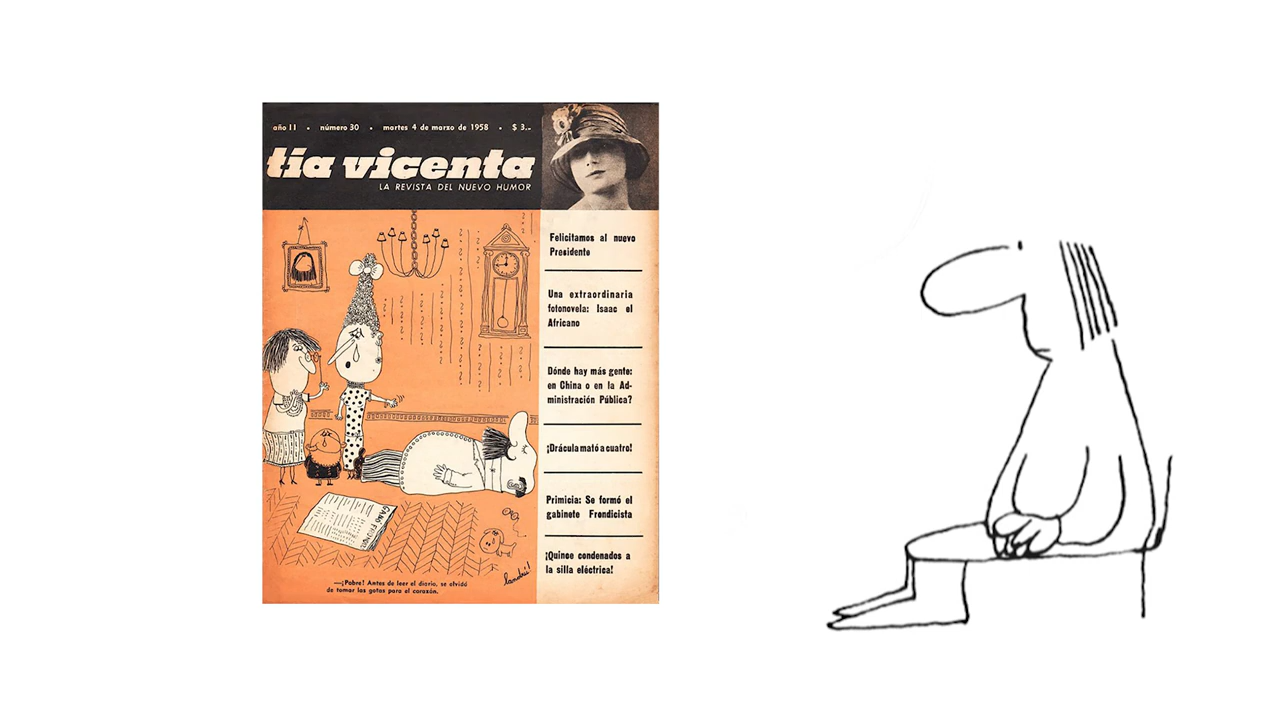 año II • número 30 • martes 4 de marzo de 1958 • $ 3.-
tía vicenta
LA REVISTA DEL NUEVO HUMOR
Felicitamos al nuevo
Presidente
Una extraordinaria
fotonovela: Isaac el
Africano
Dónde hay más gente:
en China o en la Ad-
ministración Pública?
¡Drácula mató a cuatro!
Primicia: Se formó el
gabinete Frondicista
¡Quince condenados a
la silla eléctrica!
GANÓ FRONDIZI
—¡Pobre! Antes de leer el diario, se olvidó
de tomar las gotas para el corazón.
landrú!